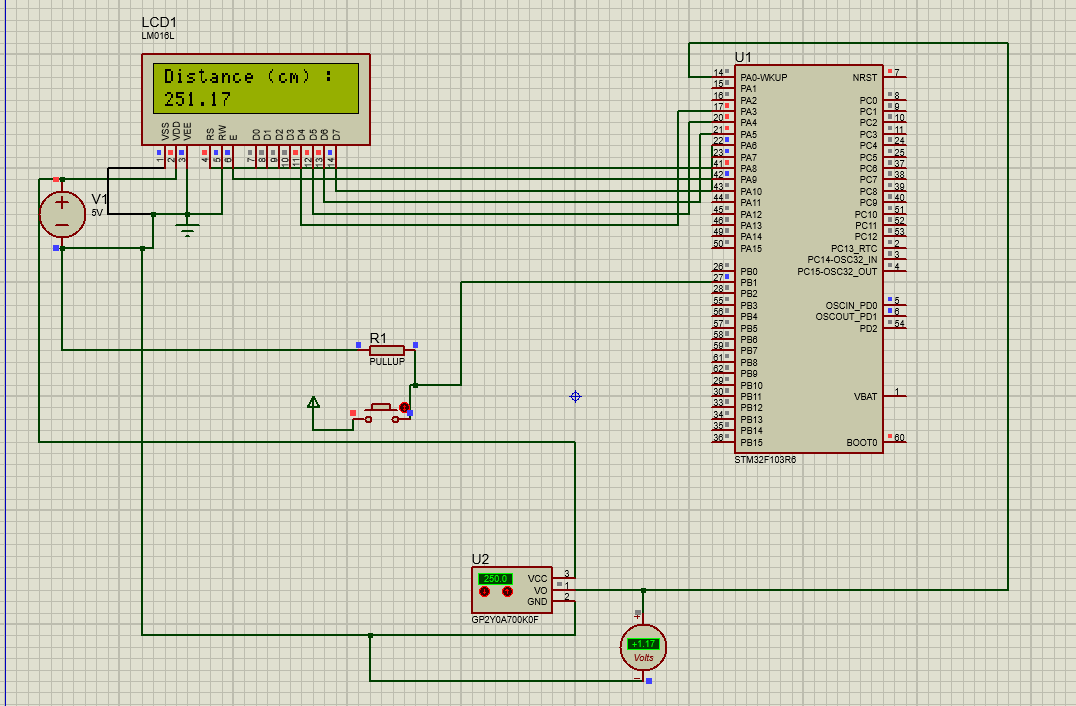 LCD1
LM016L
Distance (cm) :
251.17
VSS VDD VEE RS RW E D0 D1 D2 D3 D4 D5 D6 D7
1 2 3 4 5 6 7 8 9 10 11 12 13 14
V1
5V
R1
PULLUP
U1
14 PA0-WKUP NRST 7
15 PA1
16 PA2 PC0 8
17 PA3 PC1 9
20 PA4 PC2 10
21 PA5 PC3 11
22 PA6 PC4 24
23 PA7 PC5 25
41 PA8 PC6 37
42 PA9 PC7 38
43 PA10 PC8 39
44 PA11 PC9 40
45 PA12 PC10 51
46 PA13 PC11 52
49 PA14 PC12 53
50 PA15 PC13_RTC 2
PC14-OSC32_IN 3
26 PB0 PC15-OSC32_OUT 4
27 PB1
28 PB2
55 PB3 OSCIN_PD0 5
56 PB4 OSCOUT_PD1 6
57 PB5 PD2 54
58 PB6
59 PB7
61 PB8
62 PB9
29 PB10
30 PB11 VBAT 1
33 PB12
34 PB13
35 PB14
36 PB15 BOOT0 60
STM32F103R6
U2
250.0 VCC 3
VO 1
GND 2
GP2Y0A700K0F
+1.17
Volts